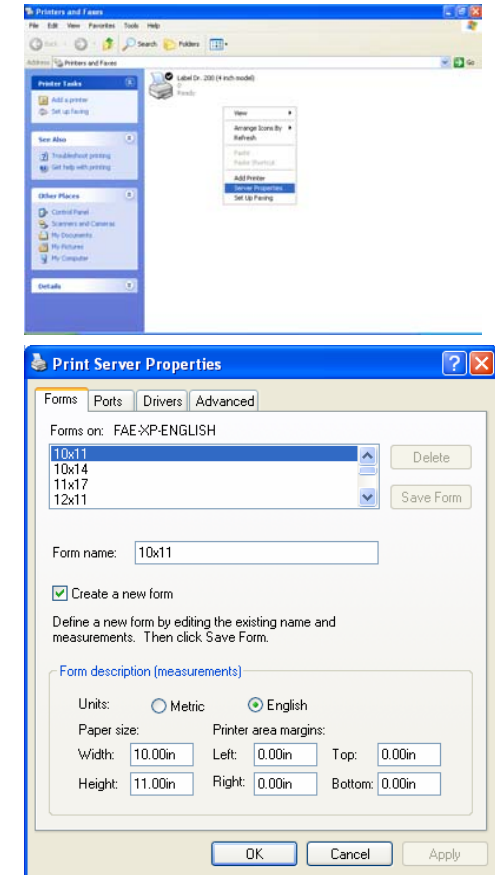 Printers and Faxes
File Edit View Favorites Tools Help
Back Search Folders
Address Printers and Faxes Go
Printer Tasks
Add a printer
Set up faxing
See Also
Troubleshoot printing
Get help with printing
Other Places
Control Panel
Scanners and Cameras
My Documents
My Pictures
My Computer
Details
Label Dr. 200 (4 inch model)
0
Ready
View
Arrange Icons By
Refresh
Paste
Paste Shortcut
Add Printer
Server Properties
Set Up Faxing
Print Server Properties
Forms Ports Drivers Advanced
Forms on: FAE-XP-ENGLISH
10x11
10x14
11x17
12x11
Delete
Save Form
Form name: 10x11
Create a new form
Define a new form by editing the existing name and
measurements. Then click Save Form.
Form description (measurements)
Units: Metric English
Paper size: Printer area margins:
Width: 10.00in Left: 0.00in Top: 0.00in
Height: 11.00in Right: 0.00in Bottom: 0.00in
OK Cancel Apply